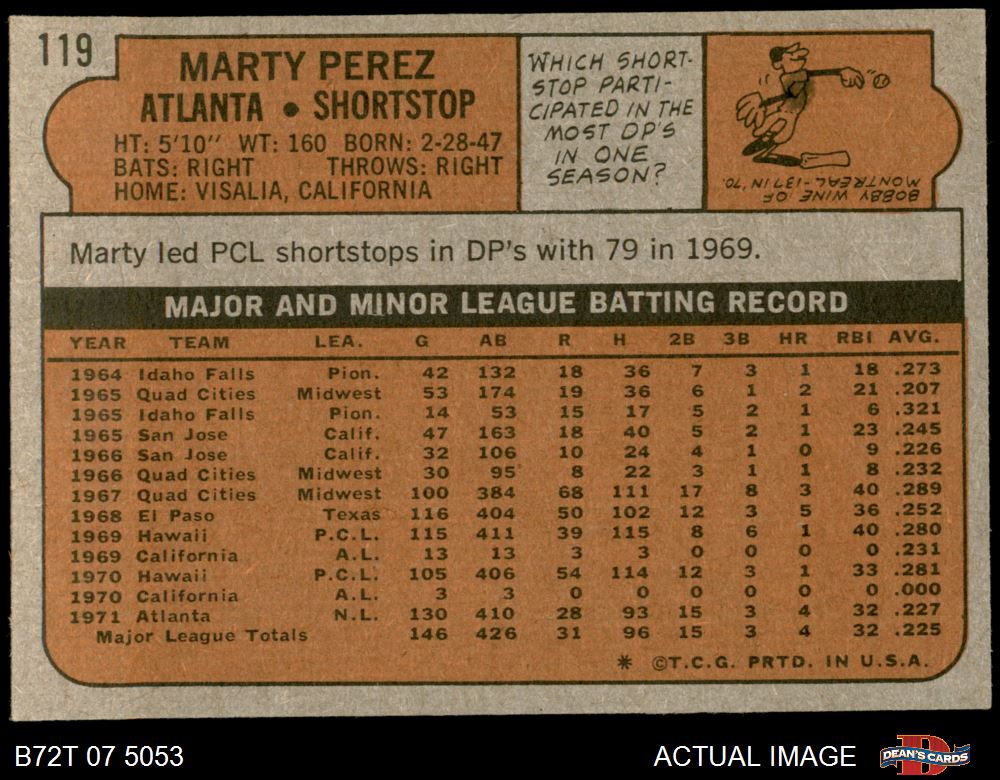 119
MARTY PEREZ
ATLANTA • SHORTSTOP
HT: 5'10" WT: 160 BORN: 2-28-47
BATS: RIGHT THROWS: RIGHT
HOME: VISALIA, CALIFORNIA
WHICH SHORT-
STOP PARTI-
CIPATED IN THE
MOST DP'S
IN ONE
SEASON?
BOBBY WINE OF
MONTREAL-137 IN '70.
Marty led PCL shortstops in DP's with 79 in 1969.
MAJOR AND MINOR LEAGUE BATTING RECORD
YEAR TEAM LEA. G AB R H 2B 3B HR RBI AVG.
1964 Idaho Falls Pion. 42 132 18 36 7 3 1 18 .273
1965 Quad Cities Midwest 53 174 19 36 6 1 2 21 .207
1965 Idaho Falls Pion. 14 53 15 17 5 2 1 6 .321
1965 San Jose Calif. 47 163 18 40 5 2 1 23 .245
1966 San Jose Calif. 32 106 10 24 4 1 0 9 .226
1966 Quad Cities Midwest 30 95 8 22 3 1 1 8 .232
1967 Quad Cities Midwest 100 384 68 111 17 8 3 40 .289
1968 El Paso Texas 116 404 50 102 12 3 5 36 .252
1969 Hawaii P.C.L. 115 411 39 115 8 6 1 40 .280
1969 California A.L. 13 13 3 3 0 0 0 0 .231
1970 Hawaii P.C.L. 105 406 54 114 12 3 1 33 .281
1970 California A.L. 3 3 0 0 0 0 0 0 .000
1971 Atlanta N.L. 130 410 28 93 15 3 4 32 .227
Major League Totals 146 426 31 96 15 3 4 32 .225
* ©T.C.G. PRTD. IN U.S.A.
B72T 07 5053
ACTUAL IMAGE
DEAN'S CARDS